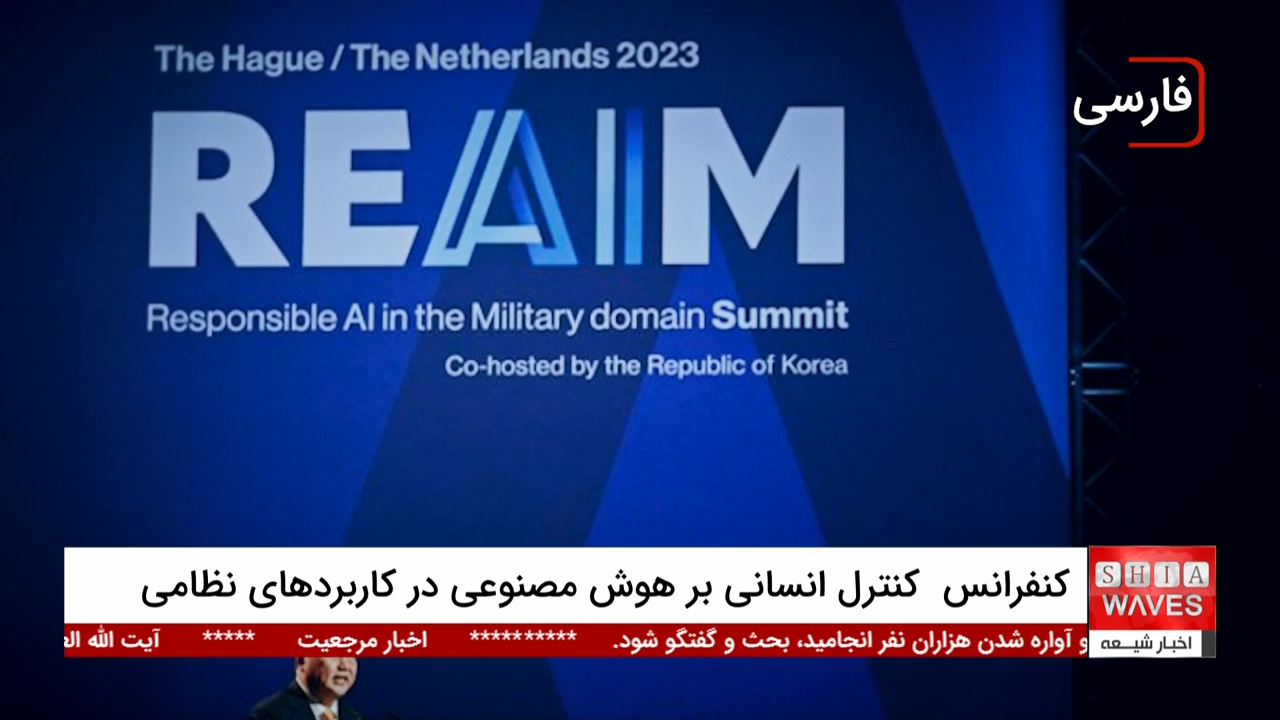 The Hague / The Netherlands 2023
فارسی
REAIM
Responsible AI in the Military domain Summit
Co-hosted by the Republic of Korea
کنفرانس کنترل انسانی بر هوش مصنوعی در کاربردهای نظامی
SHIA
WAVES
اخبار شیعه
و آواره شدن هزاران نفر انجامید، بحث و گفتگو شود. ********** اخبار مرجعیت ***** آیت الله